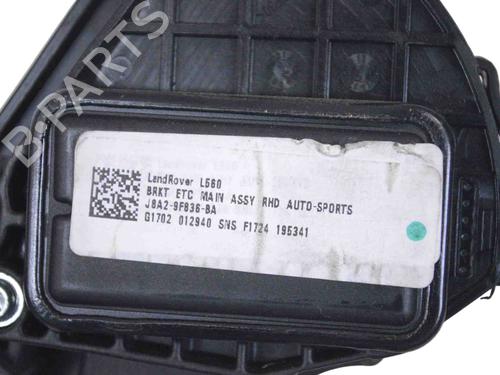 B-PARTS
LandRover L560
BRKT ETC MAIN ASSY RHD AUTO-SPORTS
J8A2-9F836-BA
G1702 012940 SNS F1724 195341